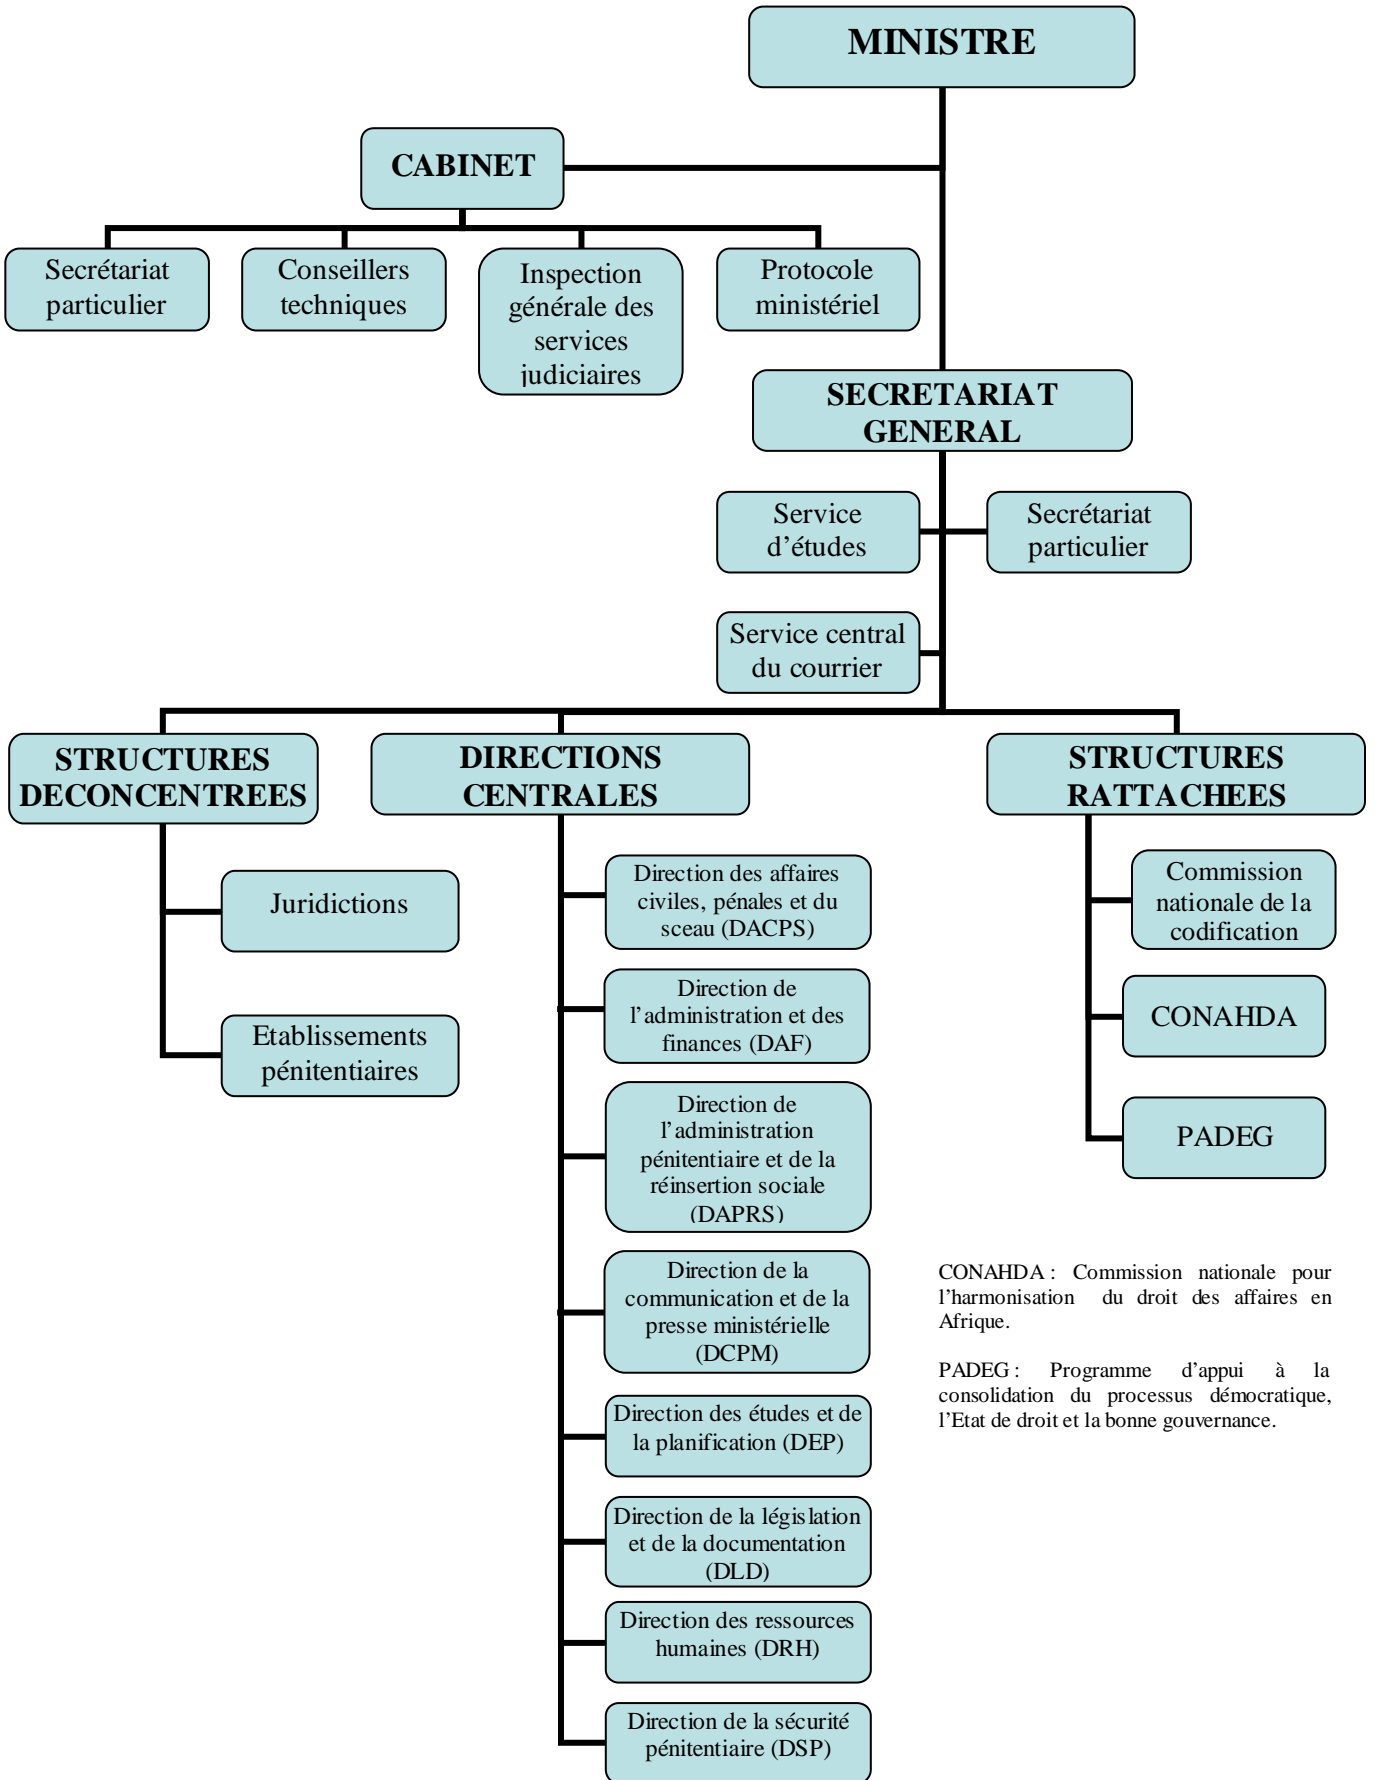 MINISTRE
CABINET
Secrétariat
particulier
Conseillers
techniques
Inspection
générale des
services
judiciaires
Protocole
ministériel
SECRETARIAT
GENERAL
Service
d’études
Secrétariat
particulier
Service central
du courrier
STRUCTURES
DECONCENTREES
Juridictions
Etablissements
pénitentiaires
DIRECTIONS
CENTRALES
Direction des affaires
civiles, pénales et du
sceau (DACPS)
Direction de
l’administration et des
finances (DAF)
Direction de
l’administration
pénitentiaire et de la
réinsertion sociale
(DAPRS)
Direction de la
communication et de la
presse ministérielle
(DCPM)
Direction des études et de
la planification (DEP)
Direction de la législation
et de la documentation
(DLD)
Direction des ressources
humaines (DRH)
Direction de la sécurité
pénitentiaire (DSP)
STRUCTURES
RATTACHEES
Commission
nationale de la
codification
CONAHDA
PADEG
CONAHDA : Commission nationale pour
l’harmonisation du droit des affaires en
Afrique.
PADEG : Programme d’appui à la
consolidation du processus démocratique,
l’Etat de droit et la bonne gouvernance.